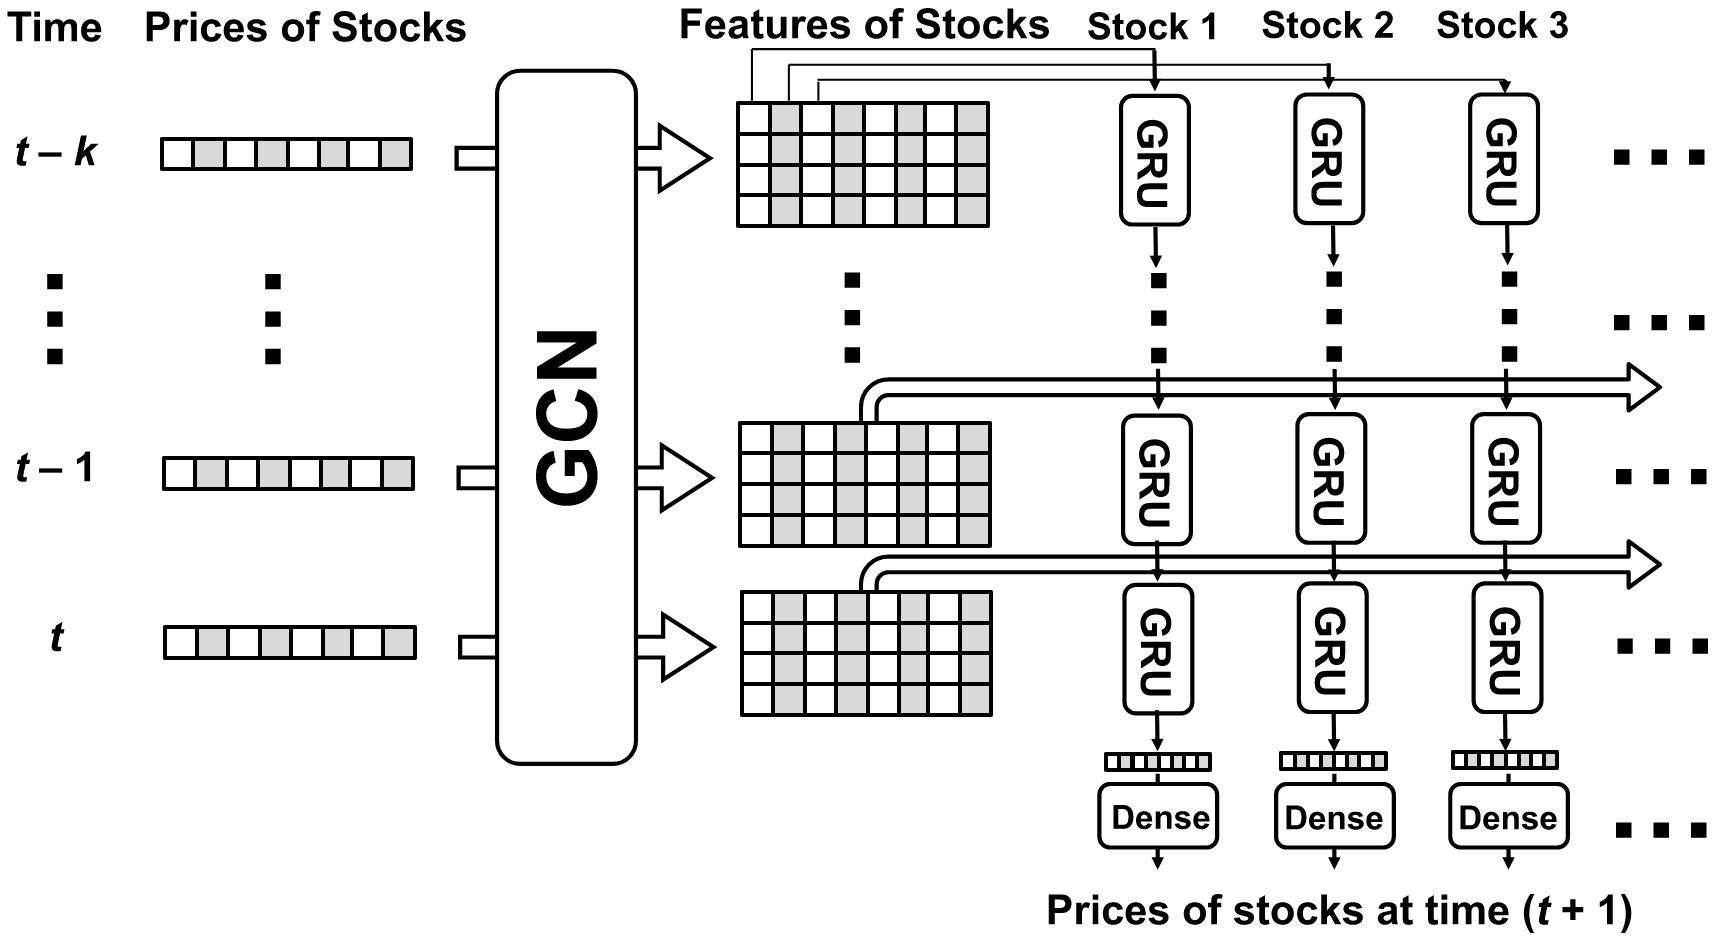 Time Prices of Stocks Features of Stocks Stock 1 Stock 2 Stock 3
t – k GRU GRU GRU
GCN
t – 1 GRU GRU GRU
t GRU GRU GRU
Dense Dense Dense
Prices of stocks at time (t + 1)